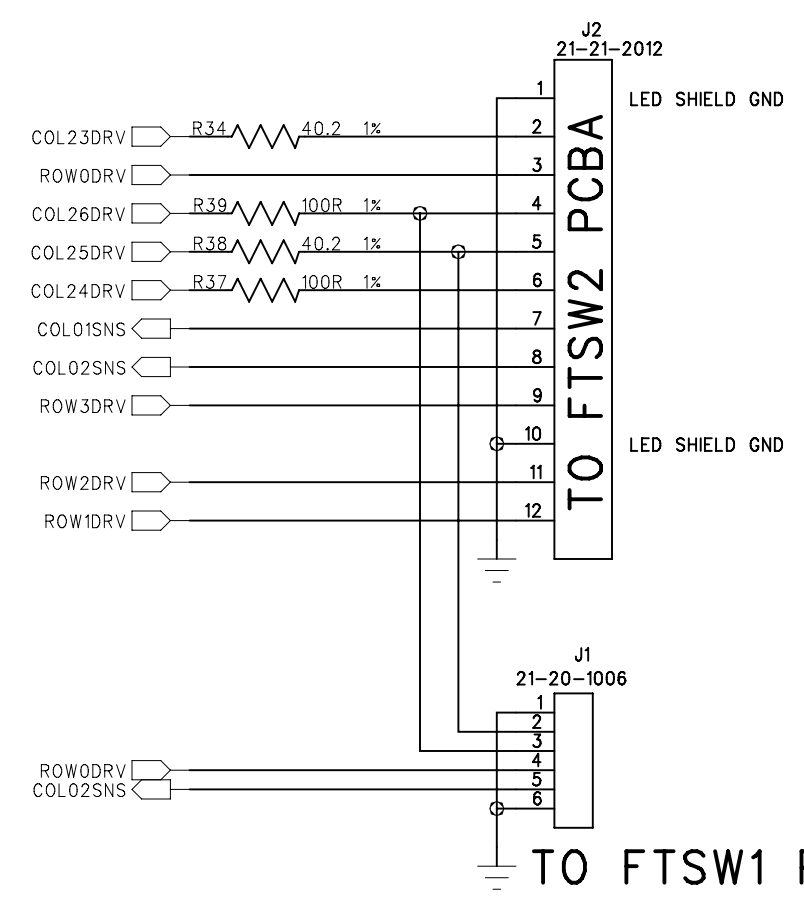 J2
21-21-2012
1 LED SHIELD GND
COL23DRV R34 40.2 1% 2
ROW0DRV 3
COL26DRV R39 100R 1% 4
COL25DRV R38 40.2 1% 5
COL24DRV R37 100R 1% 6
COL01SNS 7
COL02SNS 8
ROW3DRV 9
10 LED SHIELD GND
ROW2DRV 11
ROW1DRV 12
TO FTSW2 PCBA
J1
21-20-1006
1
2
3
ROW0DRV 4
COL02SNS 5
6
TO FTSW1